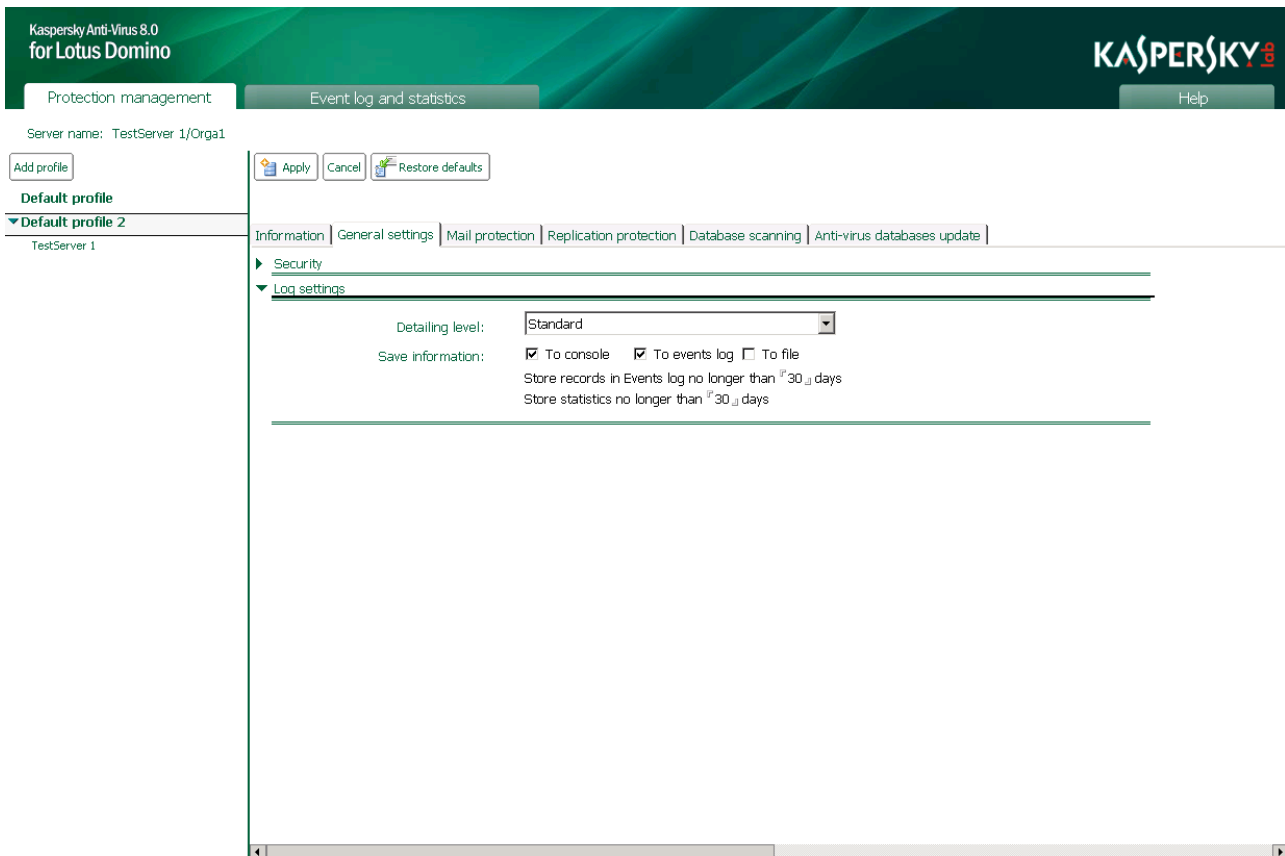 Kaspersky Anti-Virus 8.0
for Lotus Domino
KASPERSKY lab
Protection management
Event log and statistics
Help
Server name: TestServer 1/Orga1
Add profile
Apply
Cancel
Restore defaults
Default profile
Default profile 2
TestServer 1
Information
General settings
Mail protection
Replication protection
Database scanning
Anti-virus databases update
Security
Log settings
Detailing level:
Standard
Save information:
To console
To events log
To file
Store records in Events log no longer than 『30』 days
Store statistics no longer than 『30』 days